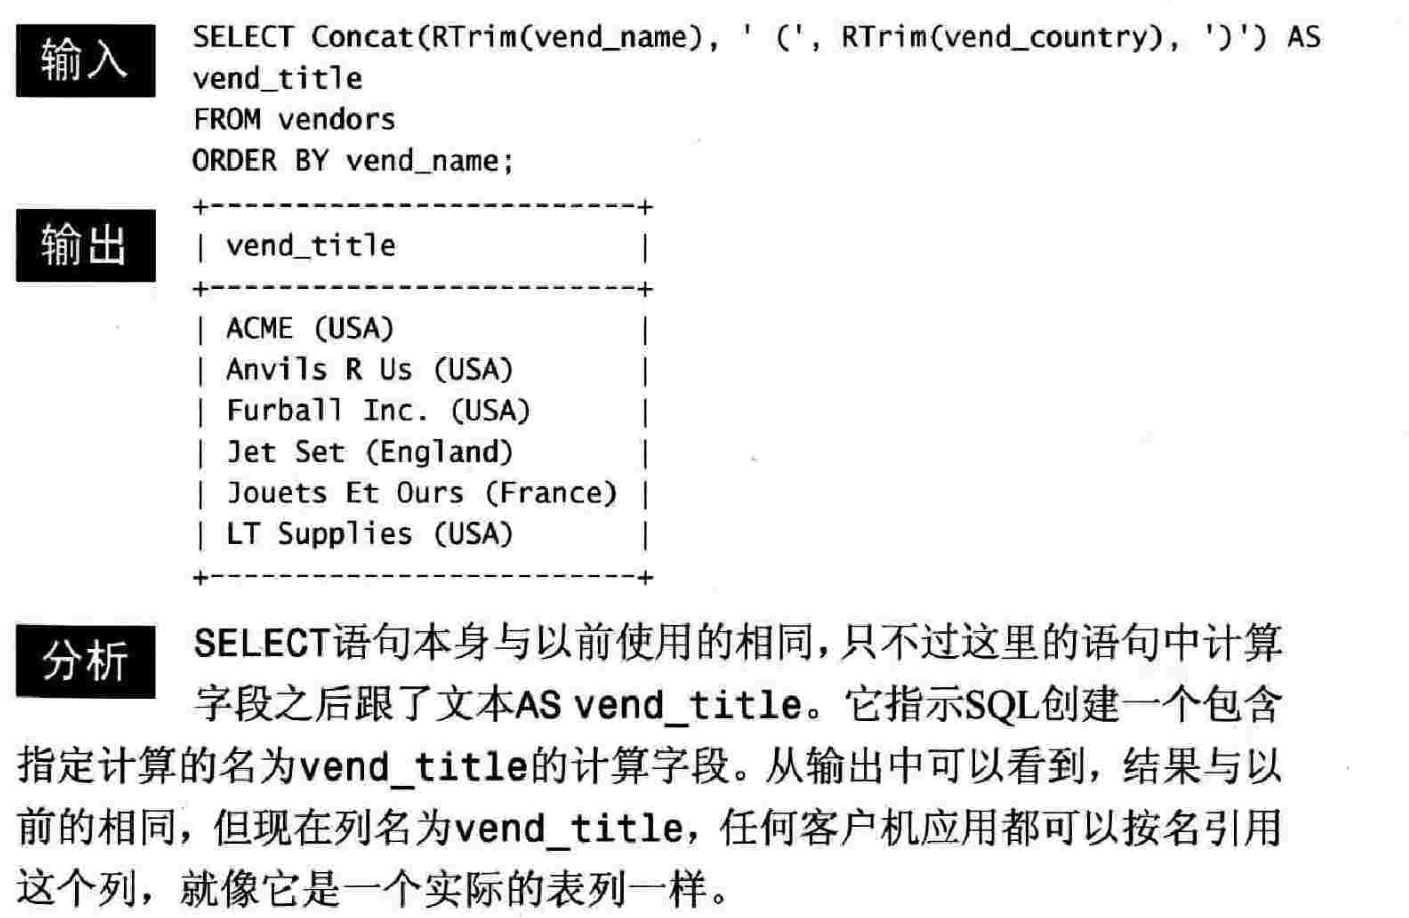 输入
SELECT Concat(RTrim(vend_name), ' (', RTrim(vend_country), ')') AS
vend_title
FROM vendors
ORDER BY vend_name;
输出
+-------------------------+
| vend_title              |
+-------------------------+
| ACME (USA)              |
| Anvils R Us (USA)       |
| Furball Inc. (USA)      |
| Jet Set (England)       |
| Jouets Et Ours (France) |
| LT Supplies (USA)       |
+-------------------------+
分析
SELECT语句本身与以前使用的相同，只不过这里的语句中计算
字段之后跟了文本AS vend_title。它指示SQL创建一个包含
指定计算的名为vend_title的计算字段。从输出中可以看到，结果与以
前的相同，但现在列名为vend_title，任何客户机应用都可以按名引用
这个列，就像它是一个实际的表列一样。